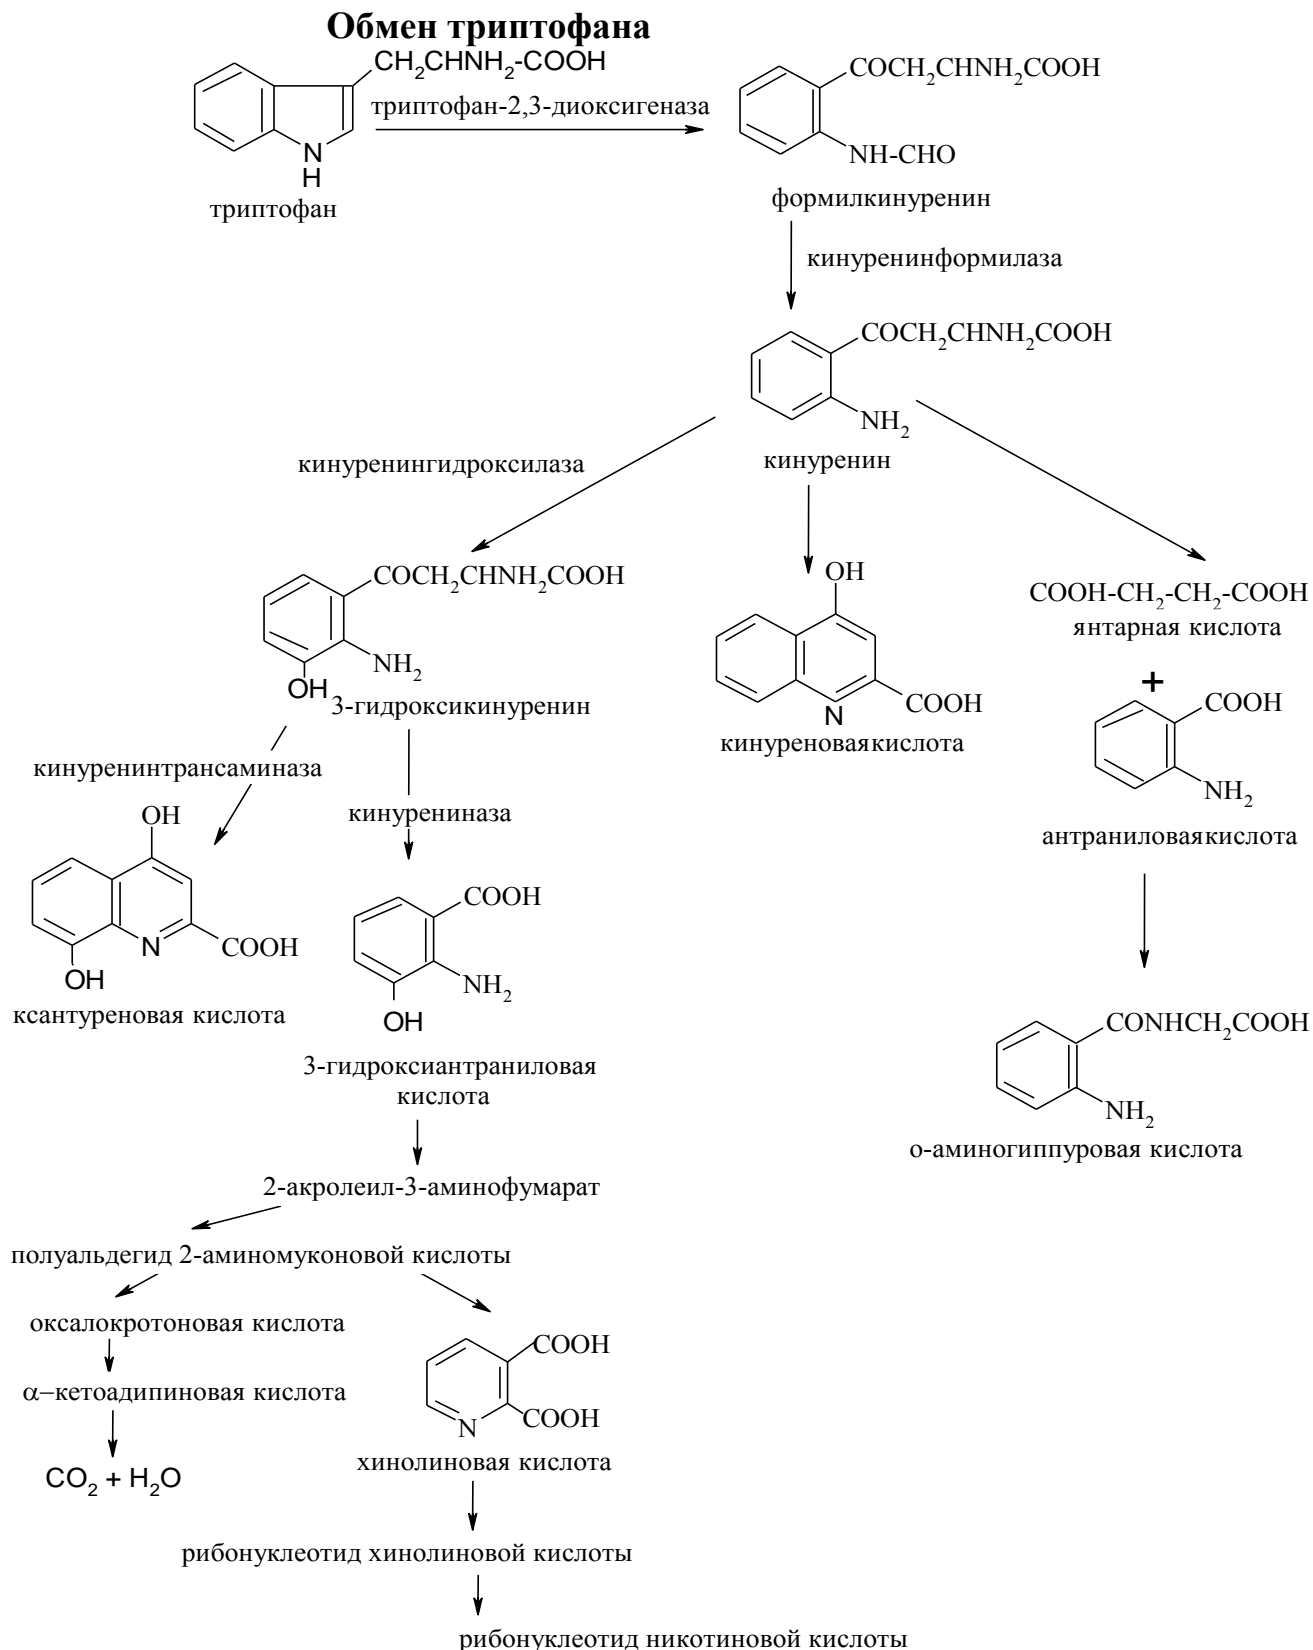 Обмен триптофана
CH2CHNH2-COOH
триптофан-2,3-диоксигеназа
N
H
триптофан
COCH2CHNH2COOH
NH-CHO
формилкинуренин
кинуренинформилаза
COCH2CHNH2COOH
NH2
кинуренин
кинуренингидроксилаза
COCH2CHNH2COOH
NH2
OH
3-гидроксикинуренин
OH
N
COOH
кинуреноваякислота
COOH-CH2-CH2-COOH
янтарная кислота
+
COOH
NH2
антраниловаякислота
кинуренинтрансаминаза
кинурениназа
OH
N
COOH
OH
ксантуреновая кислота
COOH
NH2
OH
3-гидроксиантраниловая
кислота
CONHCH2COOH
NH2
о-аминогиппуровая кислота
2-акролеил-3-аминофумарат
полуальдегид 2-аминомуконовой кислоты
оксалокротоновая кислота
α–кетоадипиновая кислота
CO2 + H2O
COOH
COOH
N
хинолиновая кислота
рибонуклеотид хинолиновой кислоты
рибонуклеотид никотиновой кислоты